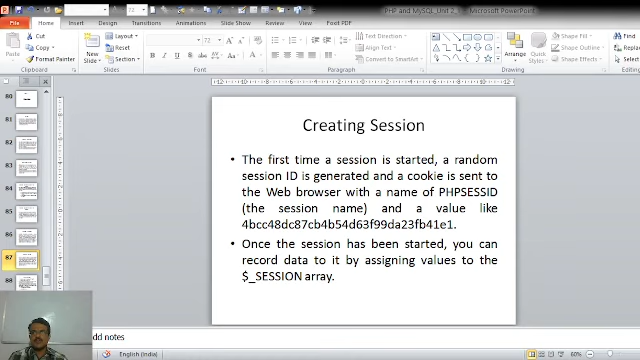 PHP and MySQL_Unit 2_ - Microsoft PowerPoint
File Home Insert Design Transitions Animations Slide Show Review View Foxit PDF
Paste Cut Copy Format Painter
Clipboard
New Slide Layout Reset Section
Slides
Font
Text Direction
Align Text
Convert to SmartArt
Paragraph
Arrange Quick Styles
Drawing
Shape Fill
Shape Outline
Shape Effects
Find
Replac
Select
Editing
80
81
82
83
84
85
86
87
88
Creating Session
• The first time a session is started, a random
session ID is generated and a cookie is sent to
the Web browser with a name of PHPSESSID
(the session name) and a value like
4bcc48dc87cb4b54d63f99da23fb41e1.
• Once the session has been started, you can
record data to it by assigning values to the
$_SESSION array.
dd notes
English (India)
60%